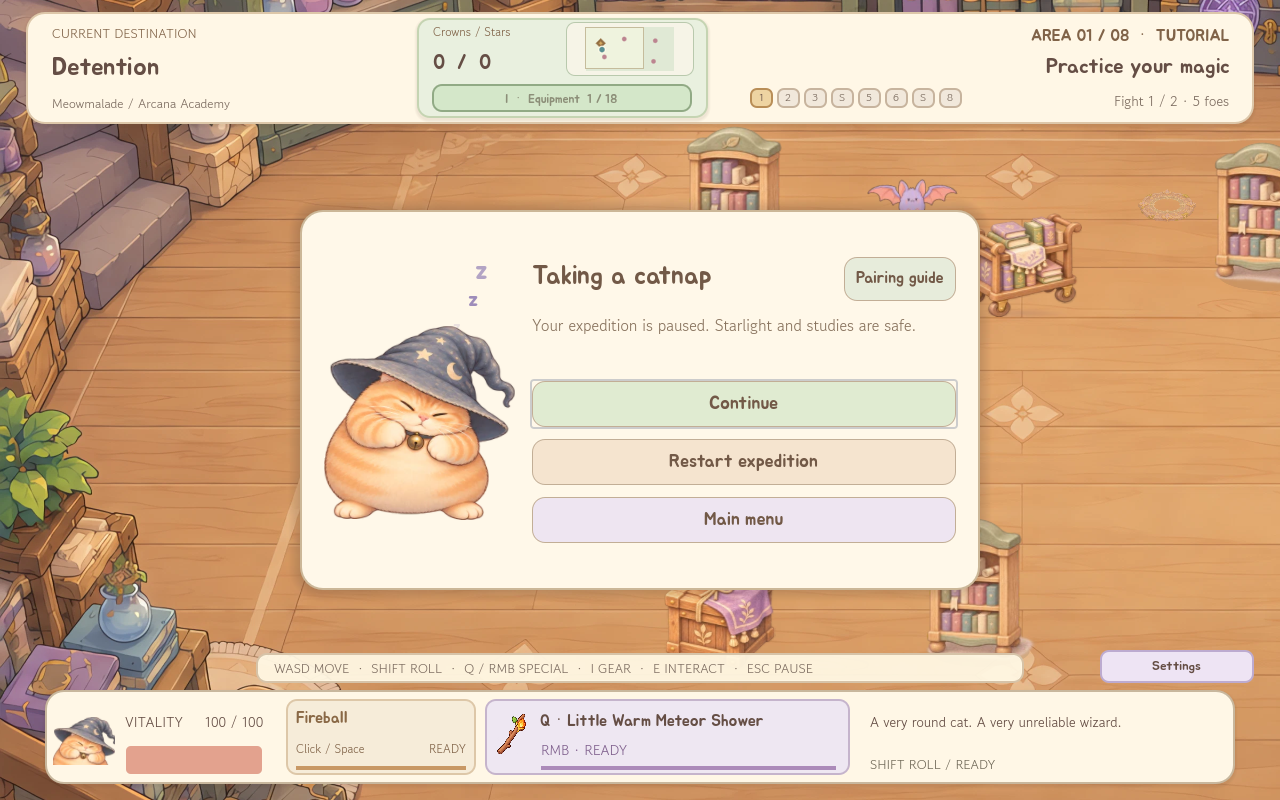 CURRENT DESTINATION
Detention
Meowmalade / Arcana Academy
Crowns / Stars
0 / 0
I · Equipment 1 / 18
1 2 3 S 5 6 S 8
AREA 01 / 08 · TUTORIAL
Practice your magic
Fight 1 / 2 · 5 foes
z
z
Taking a catnap
Pairing guide
Your expedition is paused. Starlight and studies are safe.
Continue
Restart expedition
Main menu
WASD MOVE · SHIFT ROLL · Q / RMB SPECIAL · I GEAR · E INTERACT · ESC PAUSE
Settings
VITALITY 100 / 100
Fireball
Click / Space READY
Q · Little Warm Meteor Shower
RMB · READY
A very round cat. A very unreliable wizard.
SHIFT ROLL / READY